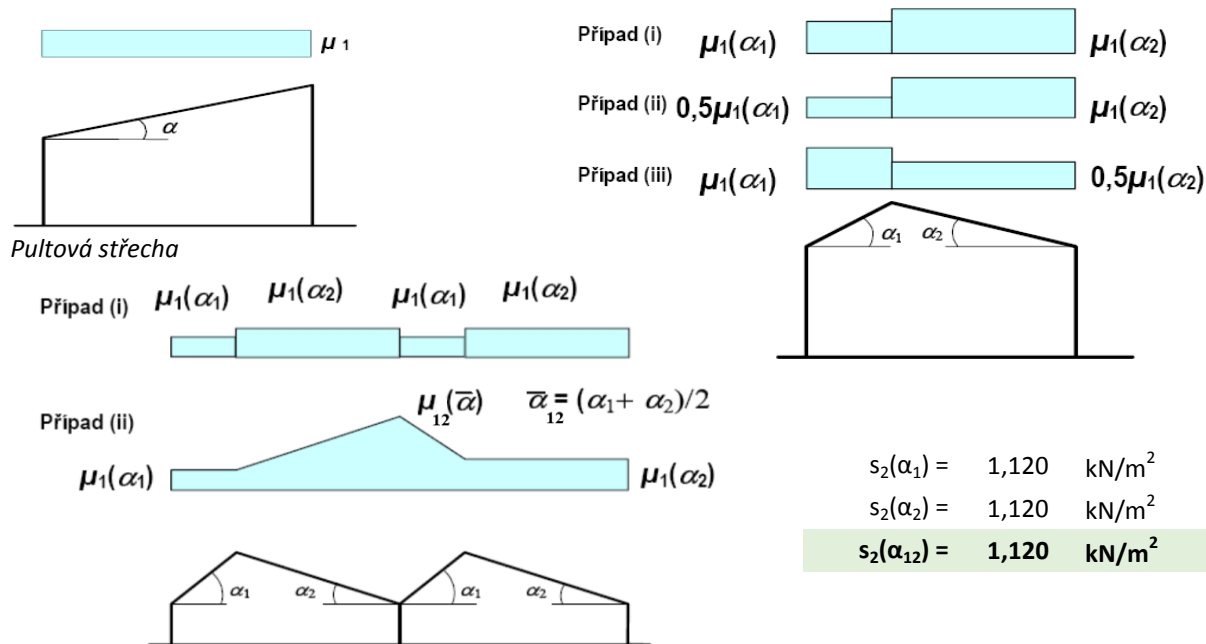 μ 1
α
Pultová střecha
Případ (i) μ1(α1) μ1(α2)
Případ (ii) 0,5μ1(α1) μ1(α2)
Případ (iii) μ1(α1) 0,5μ1(α2)
α1 α2
Případ (i) μ1(α1) μ1(α2) μ1(α1) μ1(α2)
Případ (ii) μ12(α̅) α̅12 = (α1+ α2)/2
μ1(α1) μ1(α2)
α1 α2 α1 α2
s₂(α₁) = 1,120 kN/m²
s₂(α₂) = 1,120 kN/m²
s₂(α₁₂) = 1,120 kN/m²